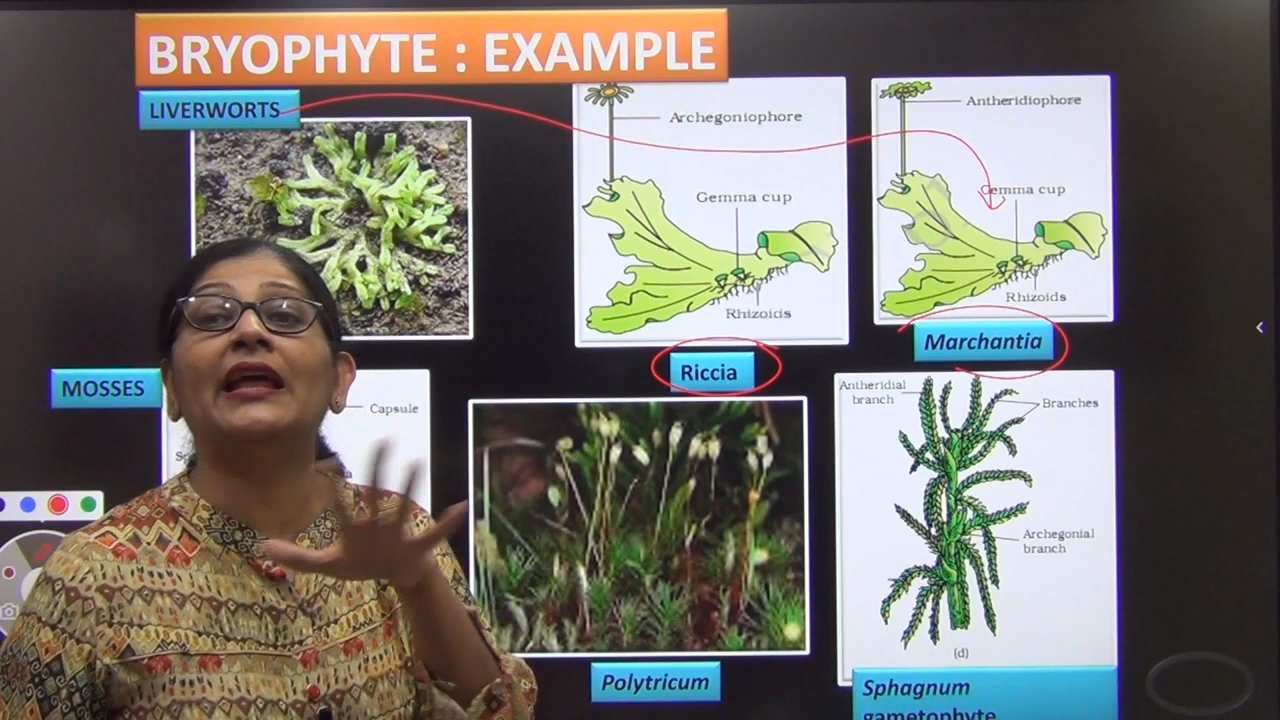 BRYOPHYTE : EXAMPLE
LIVERWORTS
Archegoniophore
Gemma cup
Rhizoids
Riccia
Antheridiophore
Gemma cup
Rhizoids
Marchantia
MOSSES
Capsule
Polytricum
Antheridial
branch
Branches
Archegonial
branch
(d)
Sphagnum
gametophyte